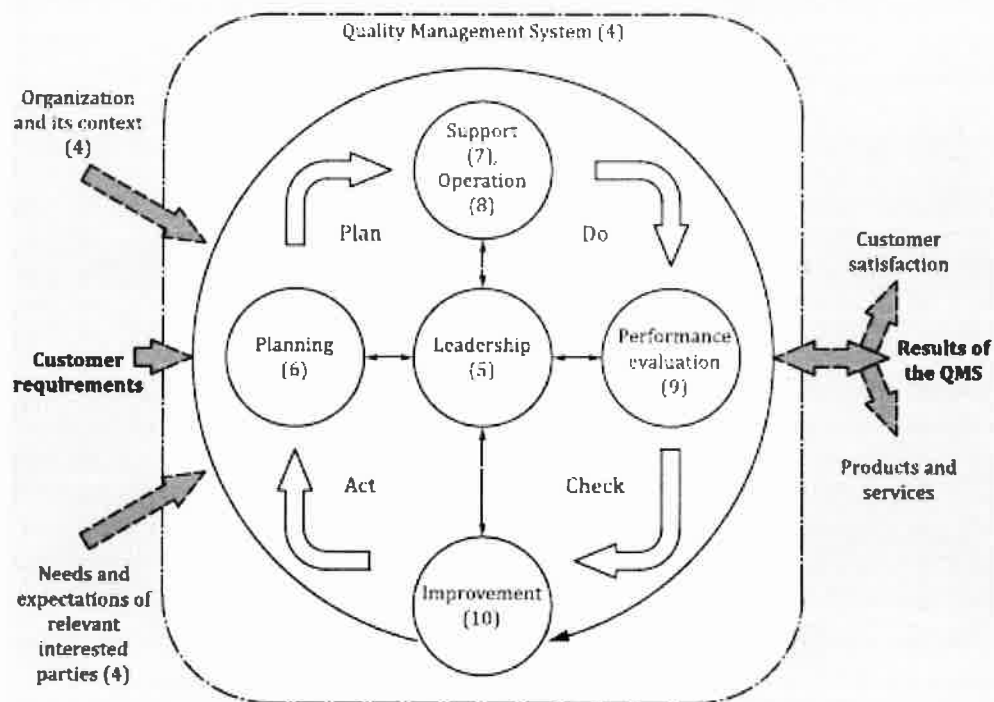 Quality Management System (4)
Organization
and its context
(4)
Support
(7),
Operation
(8)
Plan
Do
Customer
satisfaction
Customer
requirements
Planning
(6)
Leadership
(5)
Performance
evaluation
(9)
Results of
the QMS
Act
Check
Products and
services
Needs and
expectations of
relevant
interested
parties (4)
Improvement
(10)